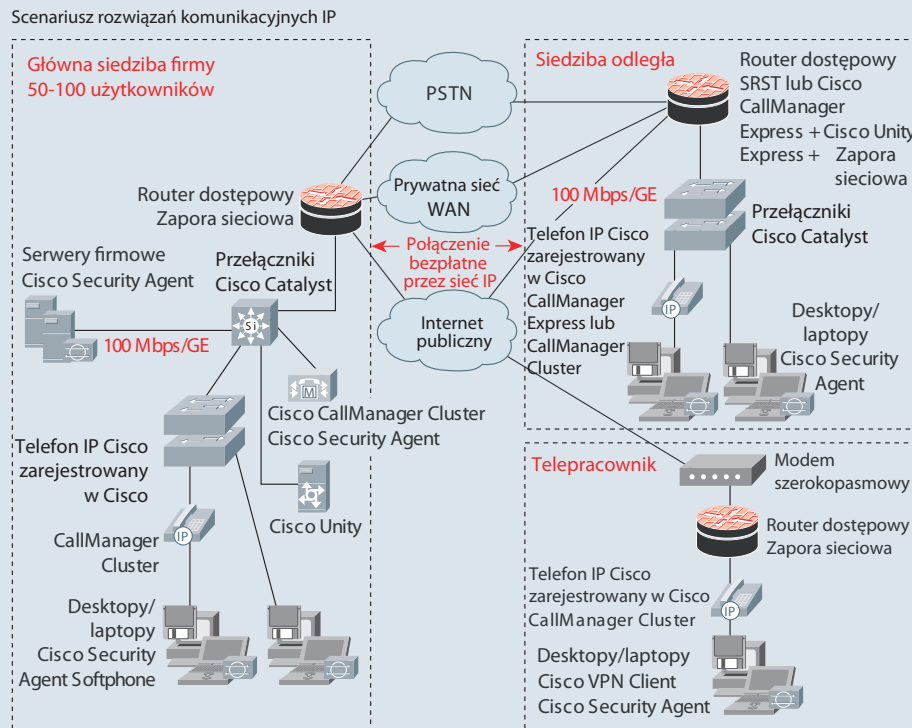 Scenariusz rozwiązań komunikacyjnych IP
Główna siedziba firmy
50-100 użytkowników
Router dostępowy
Zapora sieciowa
Serwery firmowe
Cisco Security Agent
Przełączniki
Cisco Catalyst
Si
100 Mbps/GE
M
Cisco CallManager Cluster
Cisco Security Agent
Telefon IP Cisco
zarejestrowany
w Cisco
IP
CallManager
Cluster
Cisco Unity
Desktopy/
laptopy
Cisco Security
Agent Softphone
PSTN
Prywatna sieć
WAN
Połączenie
bezpłatne
przez sieć IP
Internet
publiczny
Siedziba odległa
Router dostępowy
SRST lub Cisco
CallManager
Express + Cisco Unity
Express + Zapora
sieciowa
100 Mbps/GE
Przełączniki
Cisco Catalyst
Telefon IP Cisco
zarejestrowany
w Cisco
CallManager
Express lub
CallManager
Cluster
IP
Desktopy/
laptopy
Cisco Security
Agent
Telepracownik
Modem
szerokopasmowy
Router dostępowy
Zapora sieciowa
Telefon IP Cisco
zarejestrowany w Cisco
CallManager Cluster
IP
Desktopy/laptopy
Cisco VPN Client
Cisco Security Agent